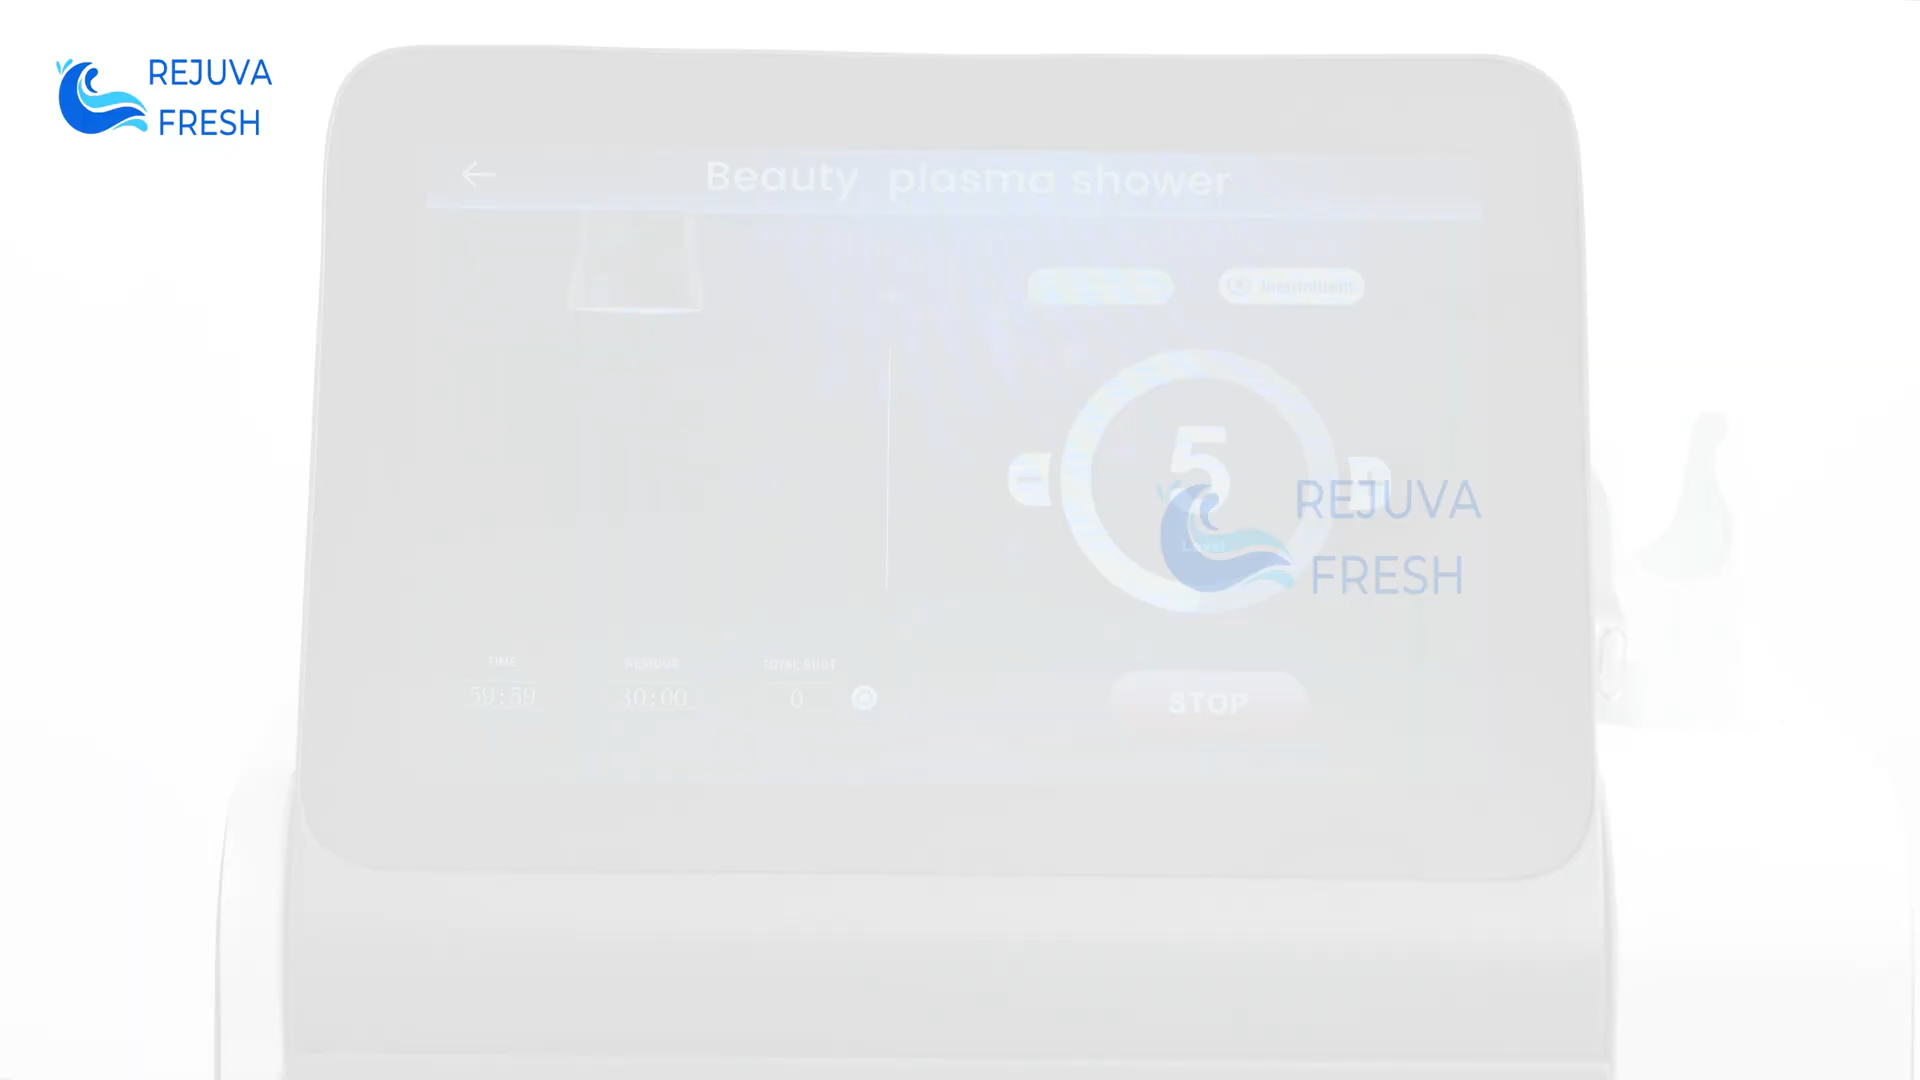 REJUVA
FRESH
Beauty plasma shower
Intermittent
5
Level
REJUVA
FRESH
TIME
RESIDUE
TOTAL SHOT
59:59
30:00
0
STOP